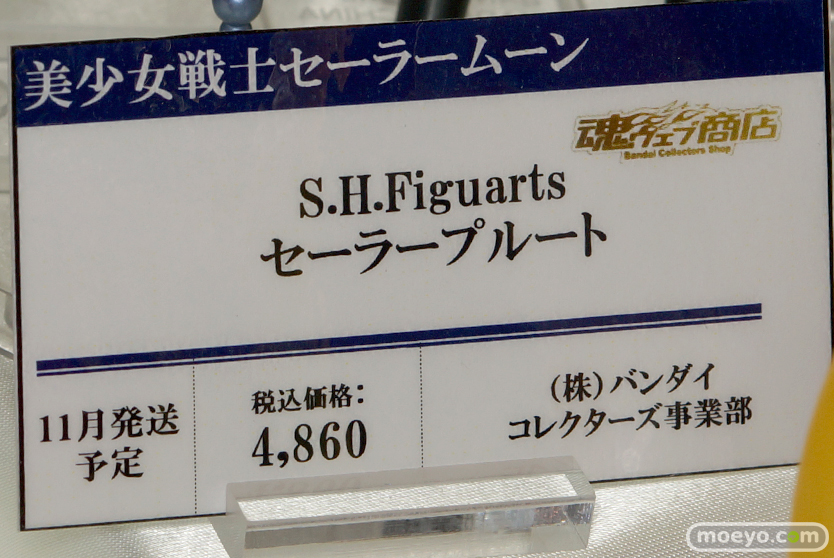 美少女戦士セーラームーン
魂ウェブ商店
Bandai Collectors Shop
S.H.Figuarts
セーラープルート
11月発送
予定
税込価格:
4,860
(株)バンダイ
コレクターズ事業部
moeyo.com